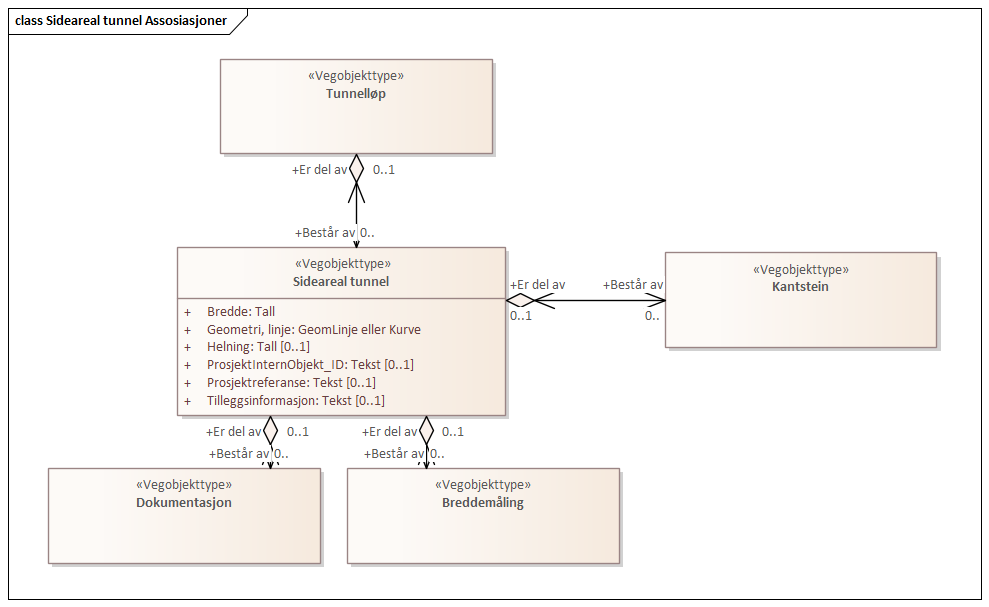 class Sideareal tunnel Assosiasjoner
«Vegobjekttype»
Tunnelløp
+Er del av 0..1
+Består av 0..
«Vegobjekttype»
Sideareal tunnel
+ Bredde: Tall
+ Geometri, linje: GeomLinje eller Kurve
+ Helning: Tall [0..1]
+ ProsjektInternObjekt_ID: Tekst [0..1]
+ Prosjektreferanse: Tekst [0..1]
+ Tilleggsinformasjon: Tekst [0..1]
+Er del av +Består av
0..1 0..
«Vegobjekttype»
Kantstein
+Er del av 0..1 +Er del av 0..1
+Består av 0.. +Består av 0..
«Vegobjekttype»
Dokumentasjon
«Vegobjekttype»
Breddemåling